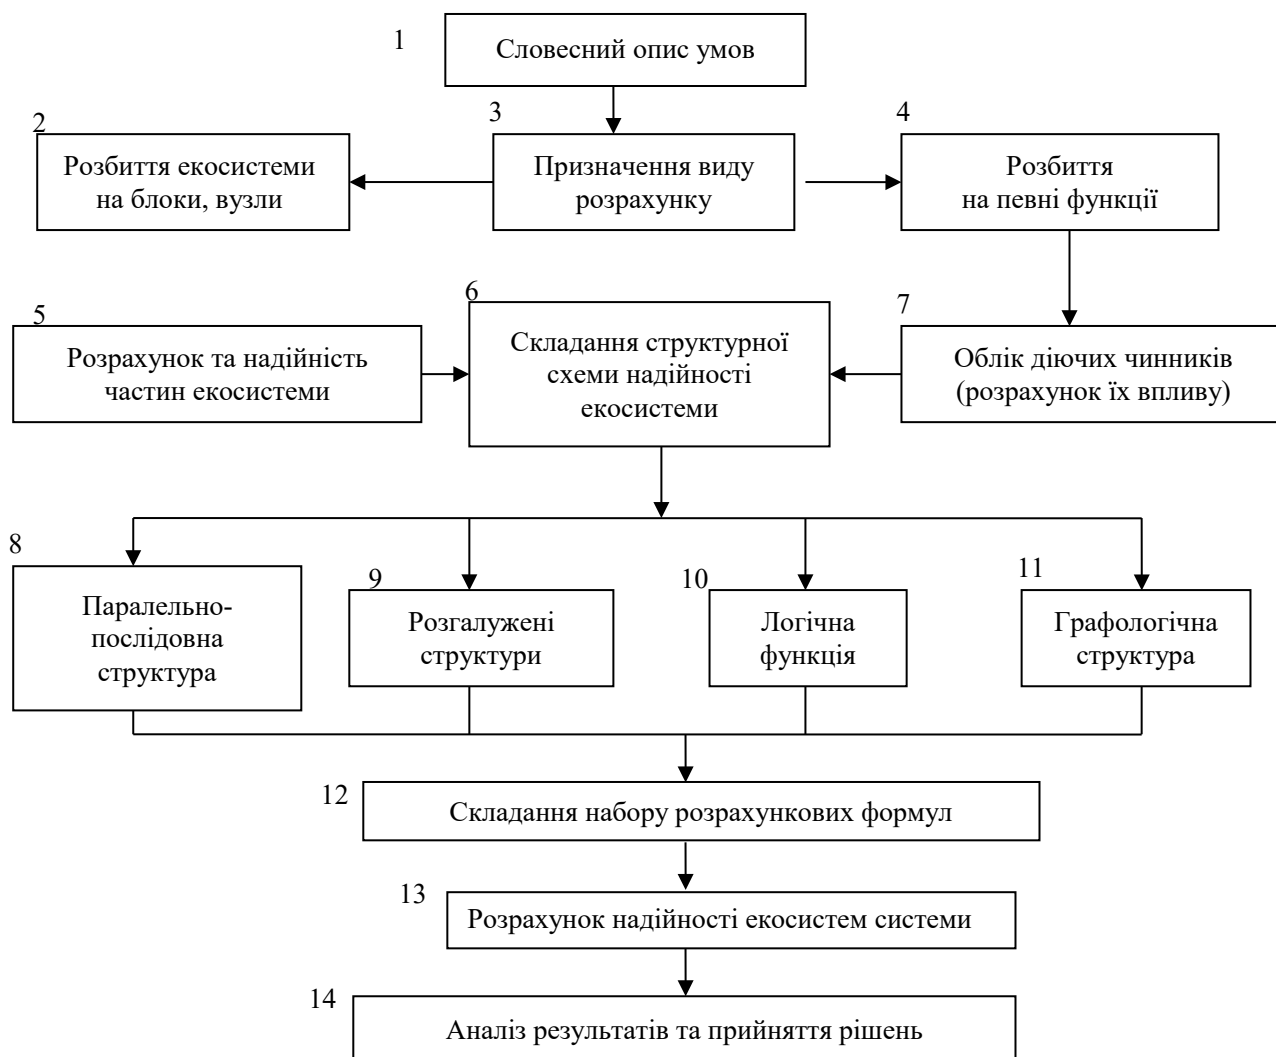 1
Словесний опис умов
2
Розбиття екосистеми
на блоки, вузли
3
Призначення виду
розрахунку
4
Розбиття
на певні функції
5
Розрахунок та надійність
частин екосистеми
6
Складання структурної
схеми надійності
екосистеми
7
Облік діючих чинників
(розрахунок їх впливу)
8
Паралельно-
послідовна
структура
9
Розгалужені
структури
10
Логічна
функція
11
Графологічна
структура
12
Складання набору розрахункових формул
13
Розрахунок надійності екосистем системи
14
Аналіз результатів та прийняття рішень